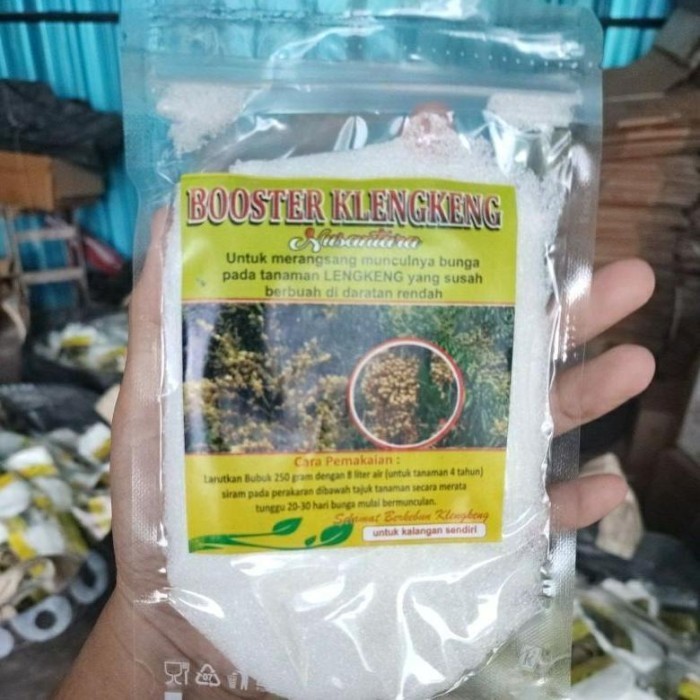 BOOSTER KLENGKENG
Nusantara
Untuk merangsang munculnya bunga
pada tanaman LENGKENG yang susah
berbuah di daratan rendah
Cara Pemakaian :
Larutkan Bubuk 250 gram dengan 8 liter air (untuk tanaman 4 tahun)
siram pada perakaran dibawah tajuk tanaman secara merata
tunggu 20-30 hari bunga mulai bermunculan.
Selamat Berkebun Klengkeng
untuk kalangan sendiri
07